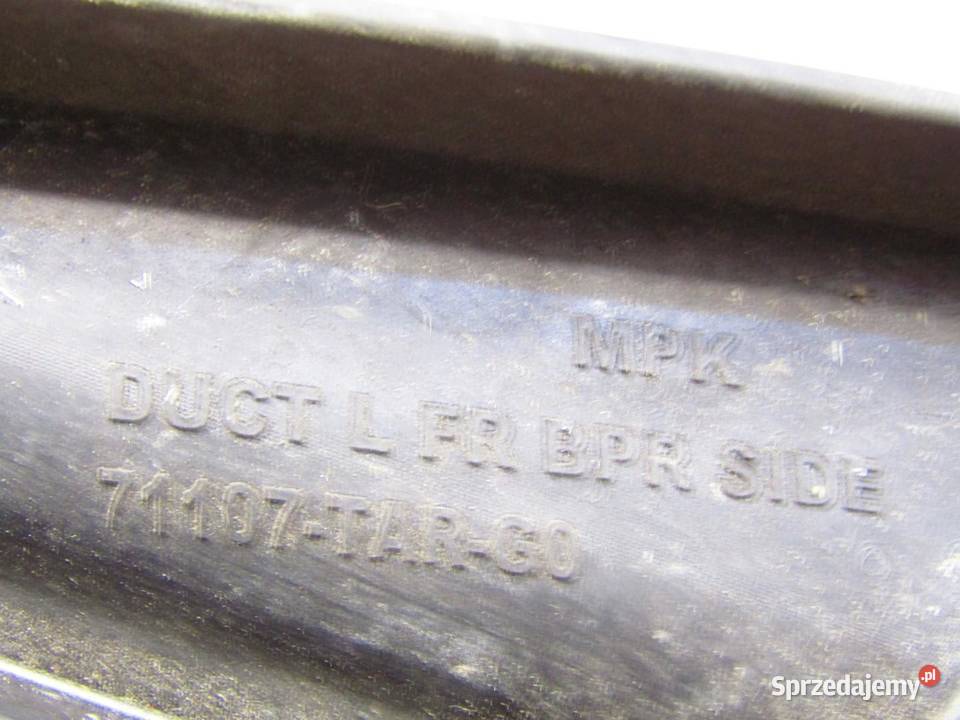 MPK
DUCT L FR BPR SIDE
71107-TAR-G0
Sprzedajemy.pl